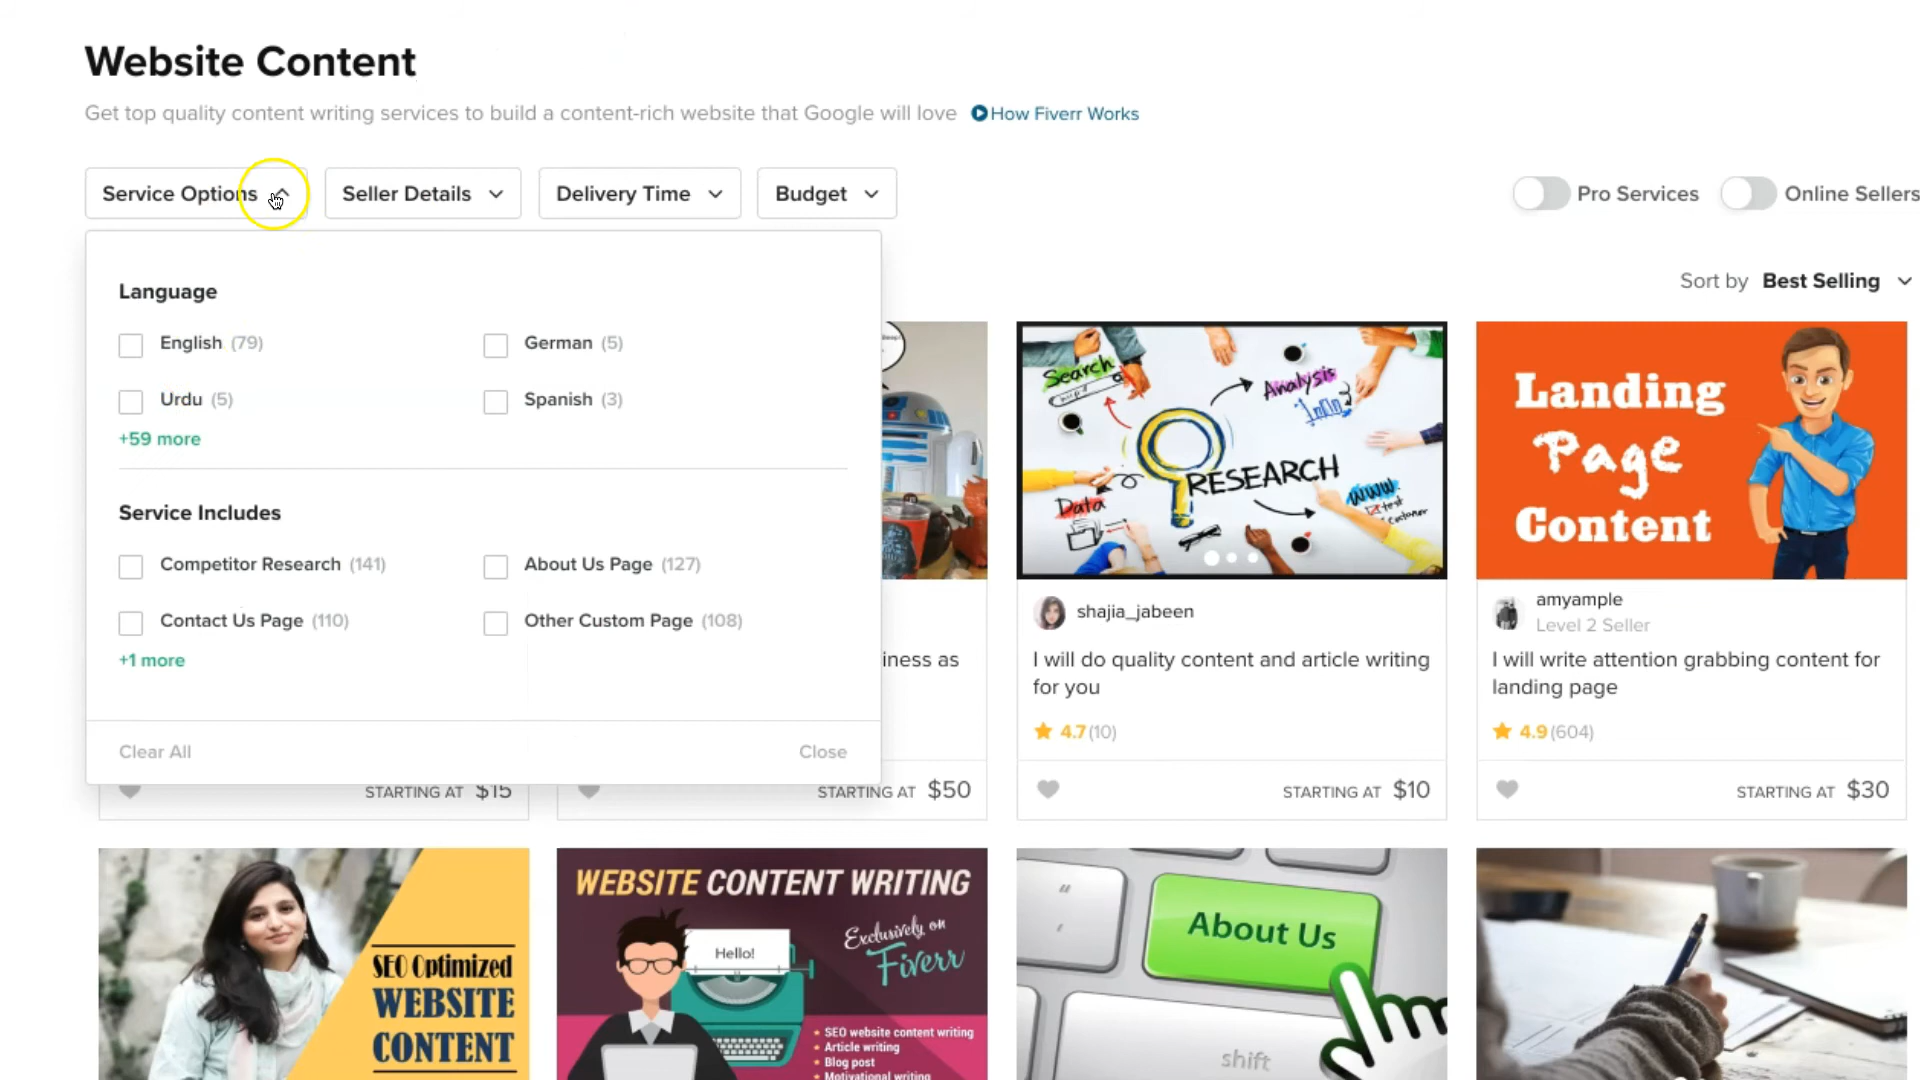 Website Content
Get top quality content writing services to build a content-rich website that Google will love How Fiverr Works
Service Options Seller Details Delivery Time Budget
Pro Services Online Sellers
Sort by Best Selling
Language
English (79) German (5)
Urdu (5) Spanish (3)
+59 more
Service Includes
Competitor Research (141) About Us Page (127)
Contact Us Page (110) Other Custom Page (108)
+1 more
Clear All Close
iness as
STARTING AT $15
STARTING AT $50
Search
Analysis
RESEARCH
Data
WWW.
shajia_jabeen
I will do quality content and article writing
for you
4.7(10)
STARTING AT $10
Landing
Page
Content
amyample
Level 2 Seller
I will write attention grabbing content for
landing page
4.9(604)
STARTING AT $30
SEO Optimized
WEBSITE
CONTENT
WEBSITE CONTENT WRITING
Exclusively on
Fiverr
Hello!
SEO website content writing
Article writing
Blog post
Motivational writing
About Us
shift